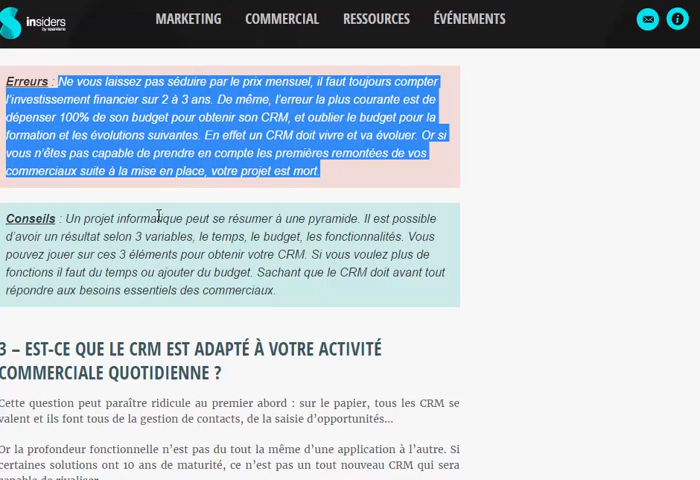 insiders
by sparklane
MARKETING COMMERCIAL RESSOURCES ÉVÉNEMENTS
Erreurs : Ne vous laissez pas séduire par le prix mensuel, il faut toujours compter
l'investissement financier sur 2 à 3 ans. De même, l'erreur la plus courante est de
dépenser 100% de son budget pour obtenir son CRM, et oublier le budget pour la
formation et les évolutions suivantes. En effet un CRM doit vivre et va évoluer. Or si
vous n'êtes pas capable de prendre en compte les premières remontées de vos
commerciaux suite à la mise en place, votre projet est mort.
Conseils : Un projet informatique peut se résumer à une pyramide. Il est possible
d'avoir un résultat selon 3 variables, le temps, le budget, les fonctionnalités. Vous
pouvez jouer sur ces 3 éléments pour obtenir votre CRM. Si vous voulez plus de
fonctions il faut du temps ou ajouter du budget. Sachant que le CRM doit avant tout
répondre aux besoins essentiels des commerciaux.
3 – EST-CE QUE LE CRM EST ADAPTÉ À VOTRE ACTIVITÉ
COMMERCIALE QUOTIDIENNE ?
Cette question peut paraître ridicule au premier abord : sur le papier, tous les CRM se
valent et ils font tous de la gestion de contacts, de la saisie d'opportunités...
Or la profondeur fonctionnelle n'est pas du tout la même d'une application à l'autre. Si
certaines solutions ont 10 ans de maturité, ce n'est pas un tout nouveau CRM qui sera
capable de rivaliser.